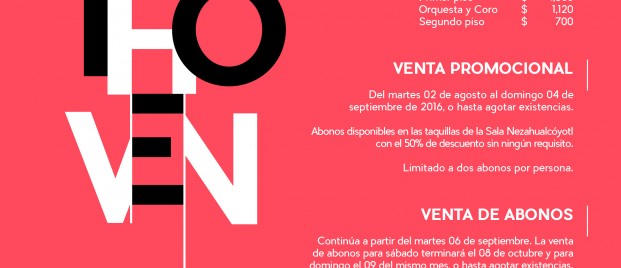 HO
VEN
Orquesta y Coro $ 1,120
Segundo piso $ 700
VENTA PROMOCIONAL
Del martes 02 de agosto al domingo 04 de
septiembre de 2016, o hasta agotar existencias.
Abonos disponibles en las taquillas de la Sala Nezahualcóyotl
con el 50% de descuento sin ningún requisito.
Limitado a dos abonos por persona.
VENTA DE ABONOS
Continúa a partir del martes 06 de septiembre. La venta
de abonos para sábado terminará el 08 de octubre y para
domingo el 09 del mismo mes, o hasta agotar existencias.